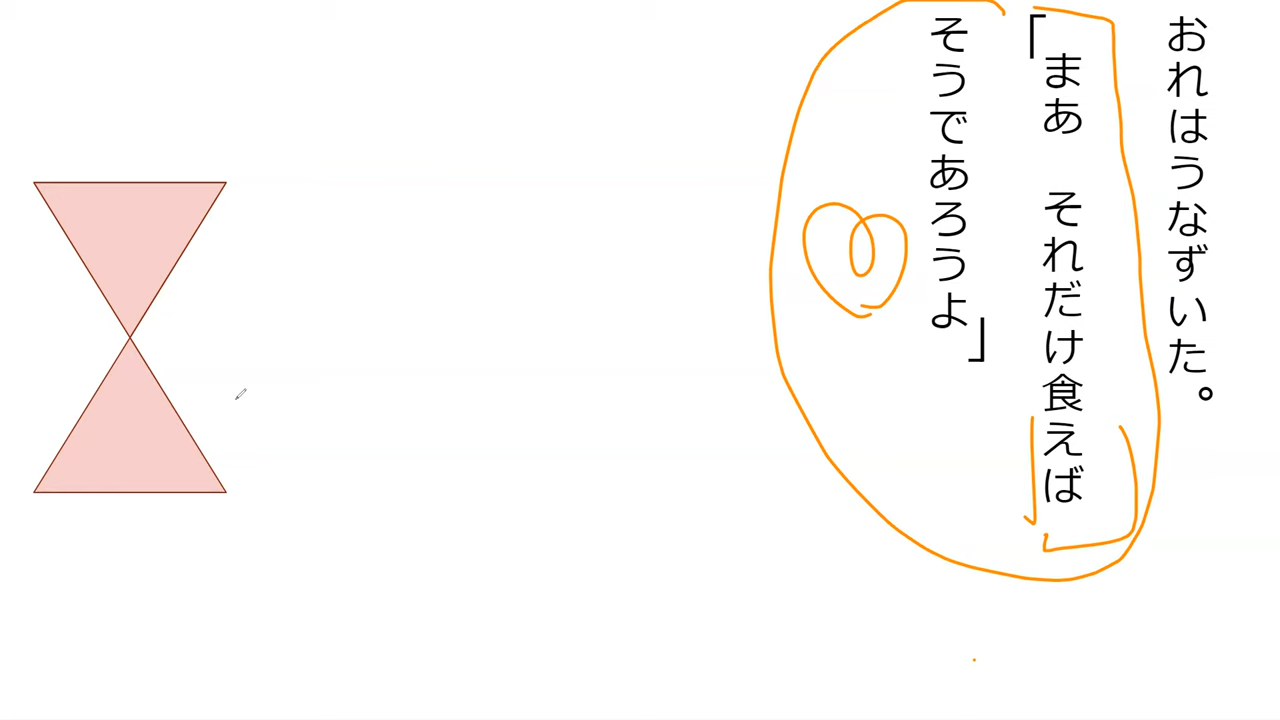 おれはうなずいた。
「まあ　それだけ食えば
そうであろうよ」